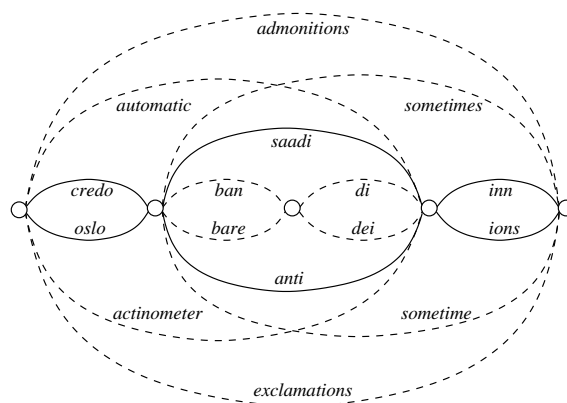 admonitions
automatic sometimes
saadi
credo ban di inn
oslo bare dei ions
anti
actinometer sometime
exclamations